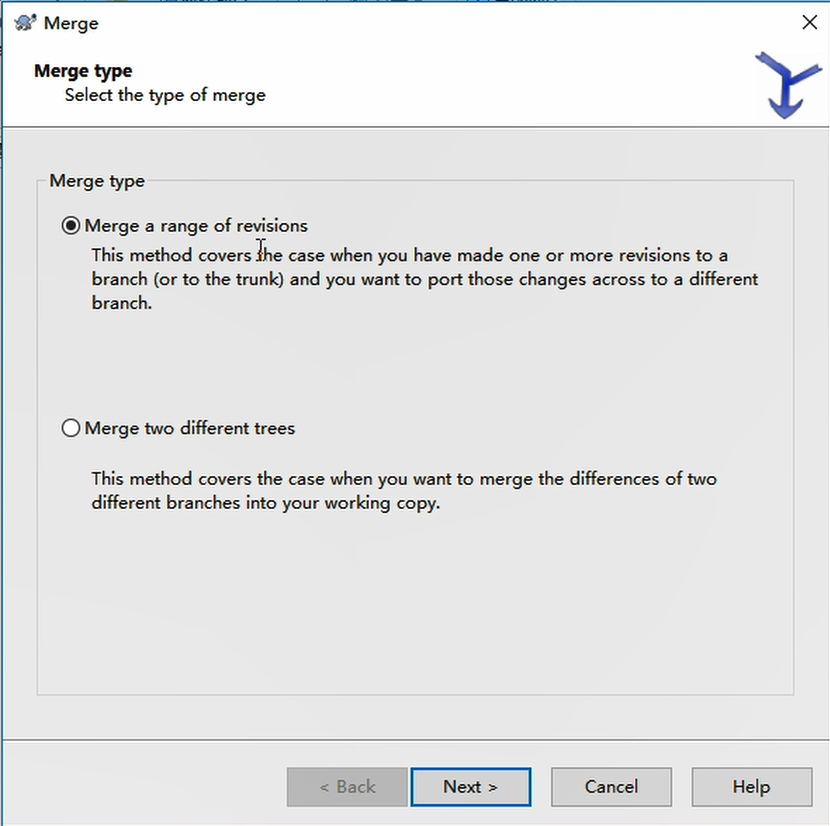 Merge
Merge type
Select the type of merge
Merge type
Merge a range of revisions
This method covers the case when you have made one or more revisions to a
branch (or to the trunk) and you want to port those changes across to a different
branch.
Merge two different trees
This method covers the case when you want to merge the differences of two
different branches into your working copy.
< Back
Next >
Cancel
Help